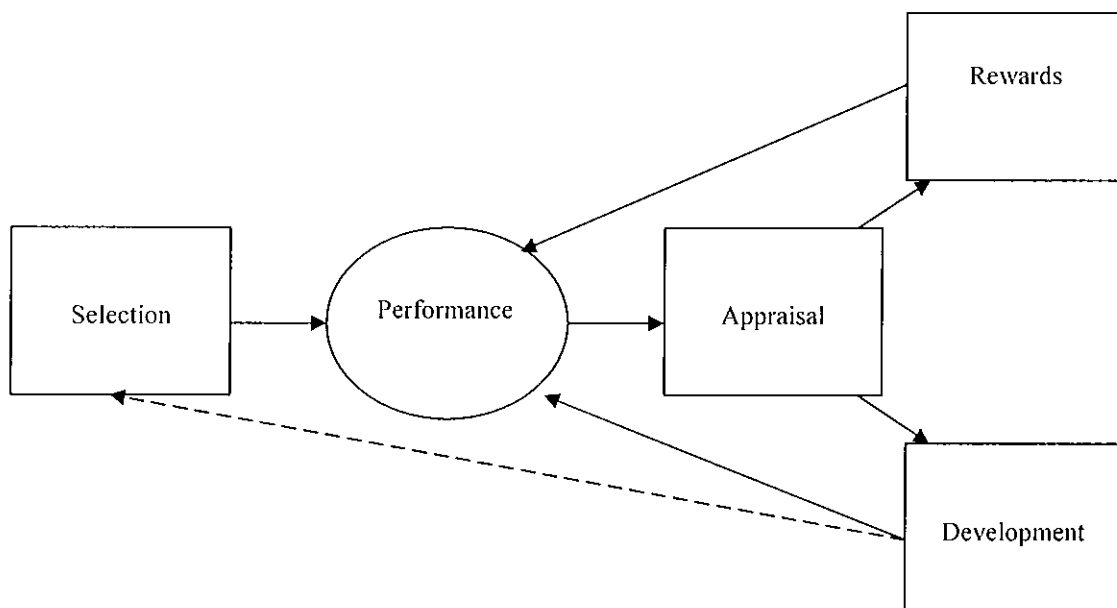 Rewards
Selection
Performance
Appraisal
Development